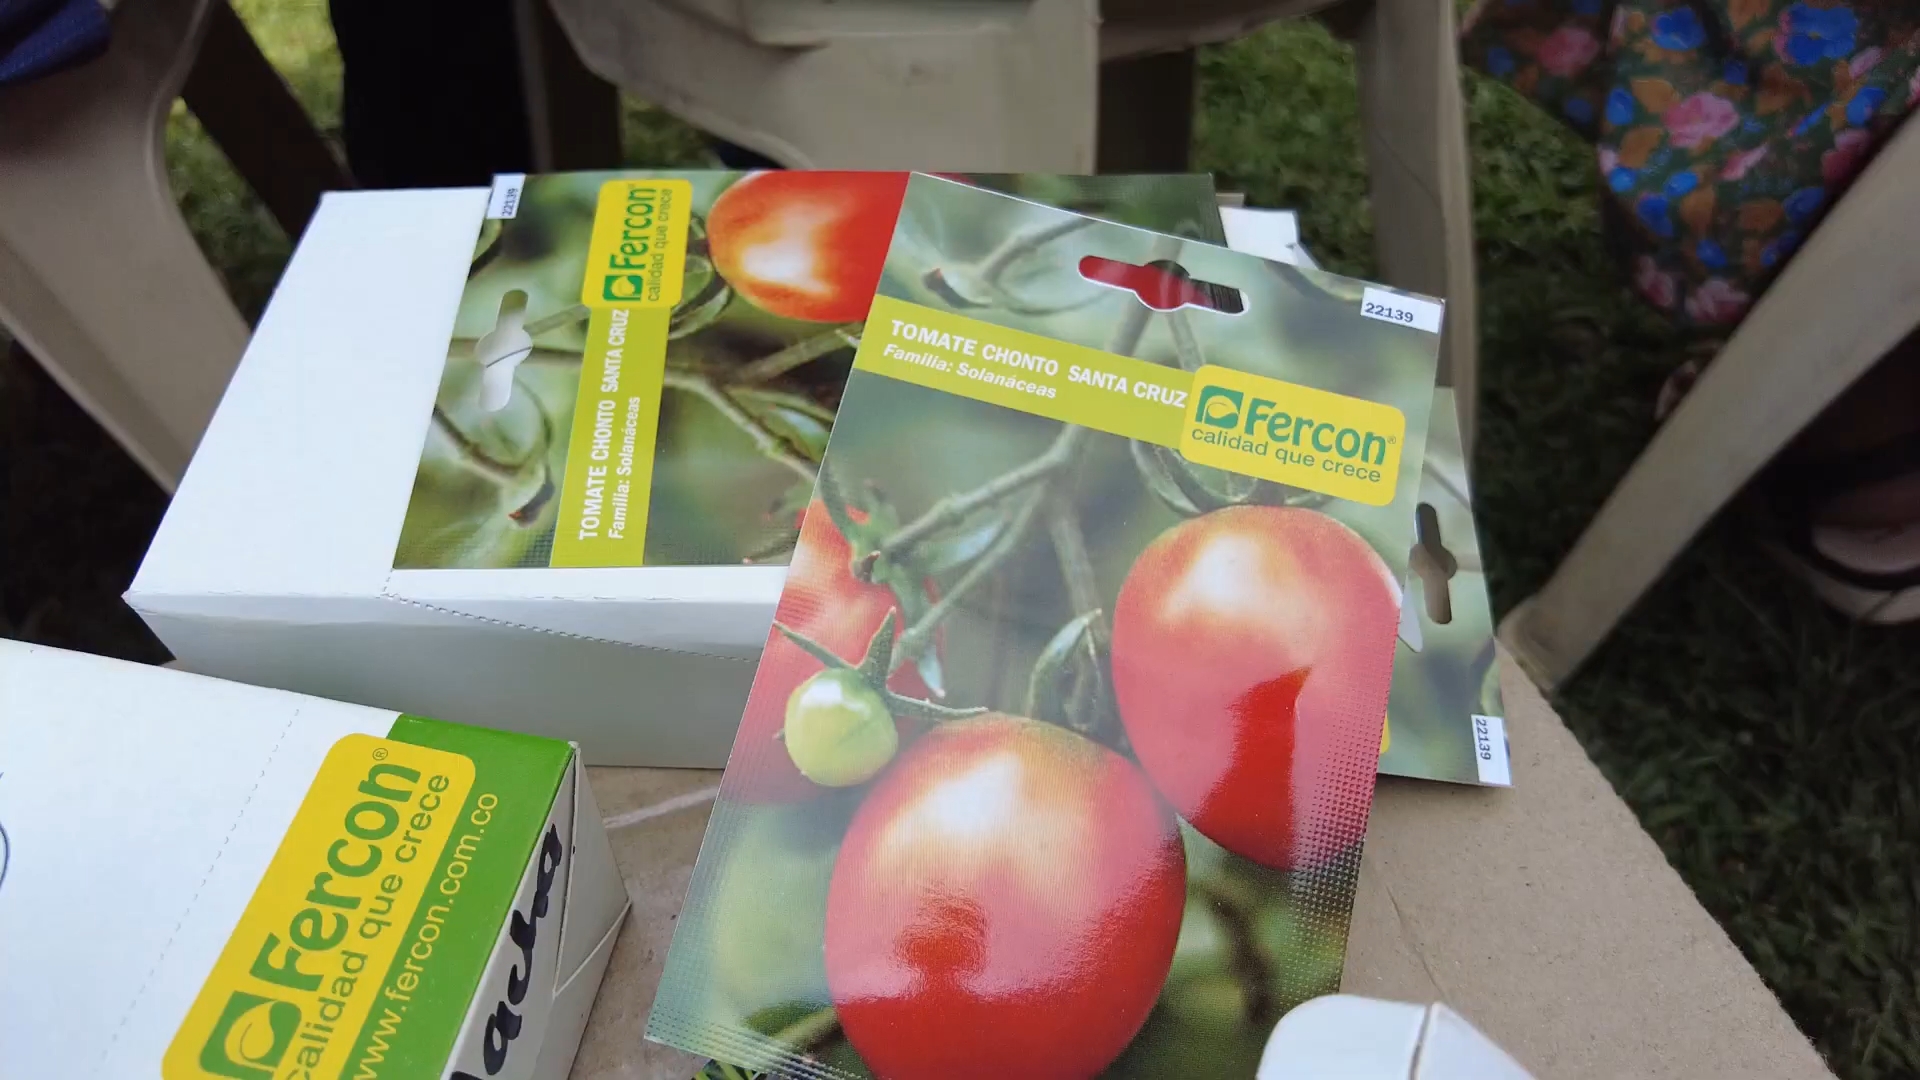 22139
Fercon
calidad que crece
TOMATE CHONTO SANTA CRUZ
Familia: Solanáceas
22139
TOMATE CHONTO SANTA CRUZ
Familia: Solanáceas
Fercon®
calidad que crece
22139
Fercon®
calidad que crece
www.fercon.com.co